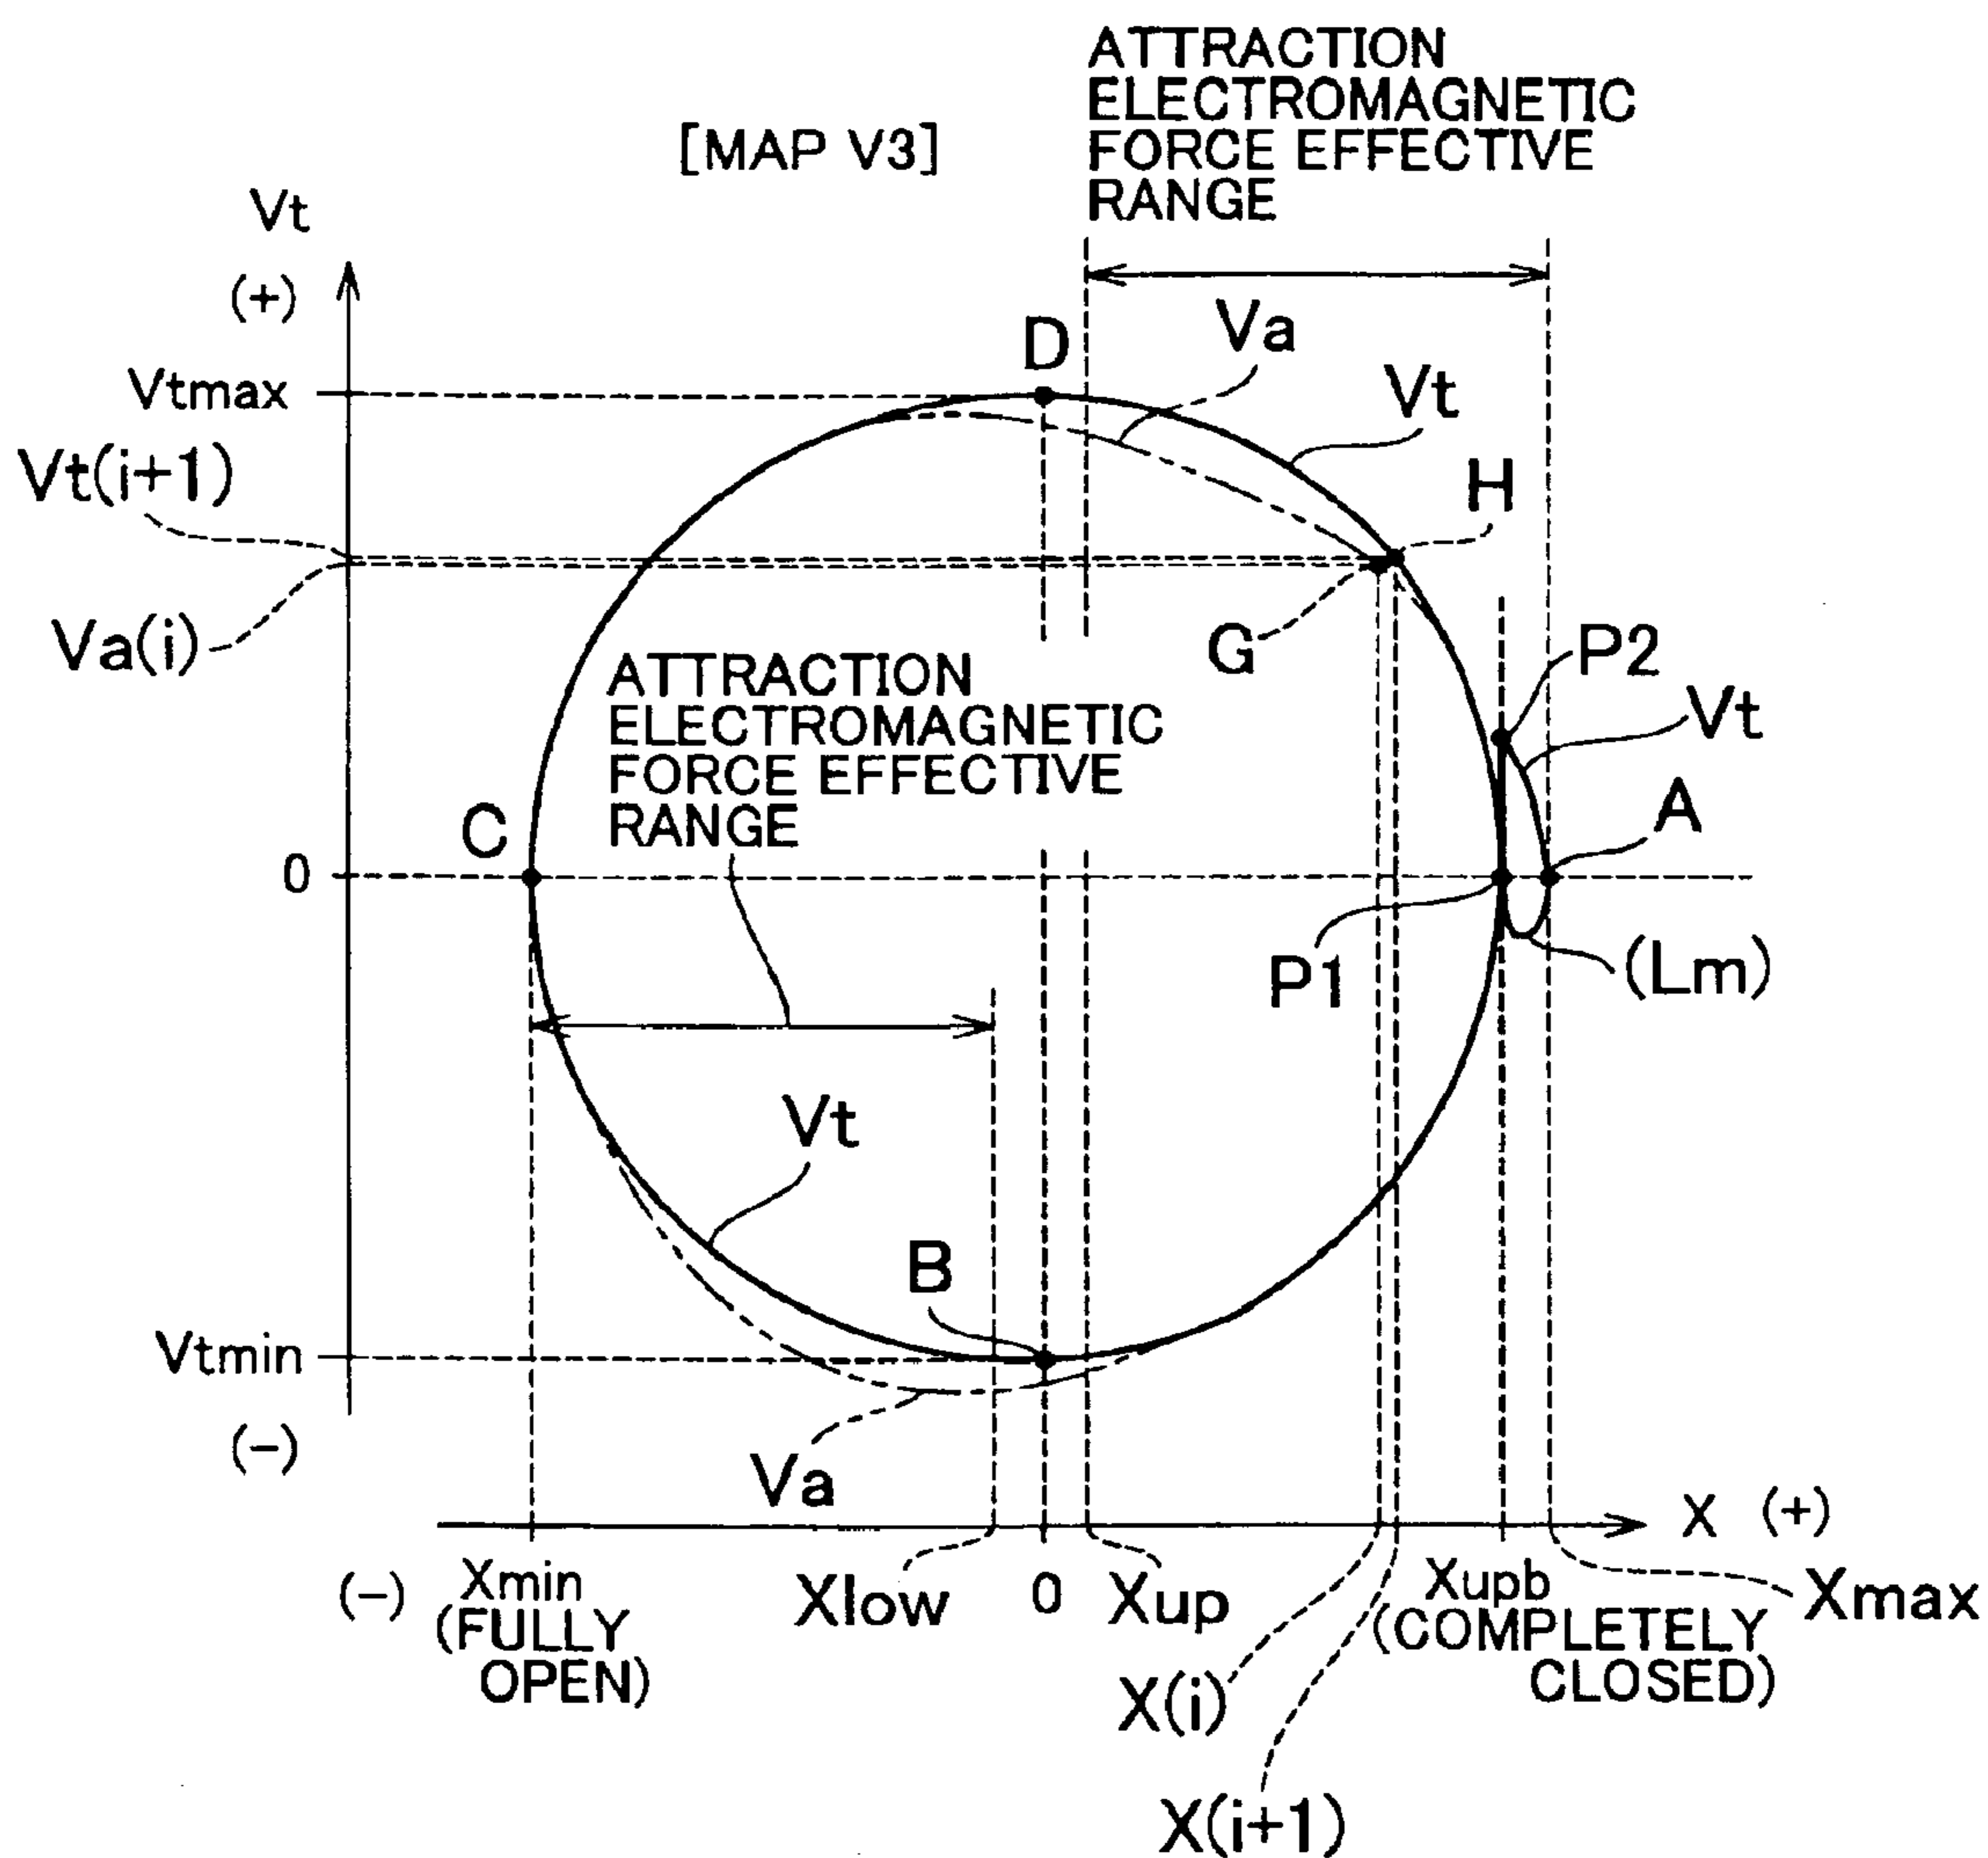 ATTRACTION
ELECTROMAGNETIC
FORCE EFFECTIVE
RANGE
[MAP V3]
Vt
(+)
D
Va
Vtmax
Vt
Vt(i+1)
H
Va(i)
G
P2
ATTRACTION
ELECTROMAGNETIC
FORCE EFFECTIVE
RANGE
Vt
C
A
0
P1
(Lm)
Vt
B
Vtmin
(-)
Va
X (+)
(-)
Xmin
(FULLY
OPEN)
Xlow
0
Xup
Xupb
(COMPLETELY
CLOSED)
Xmax
X(i)
X(i+1)